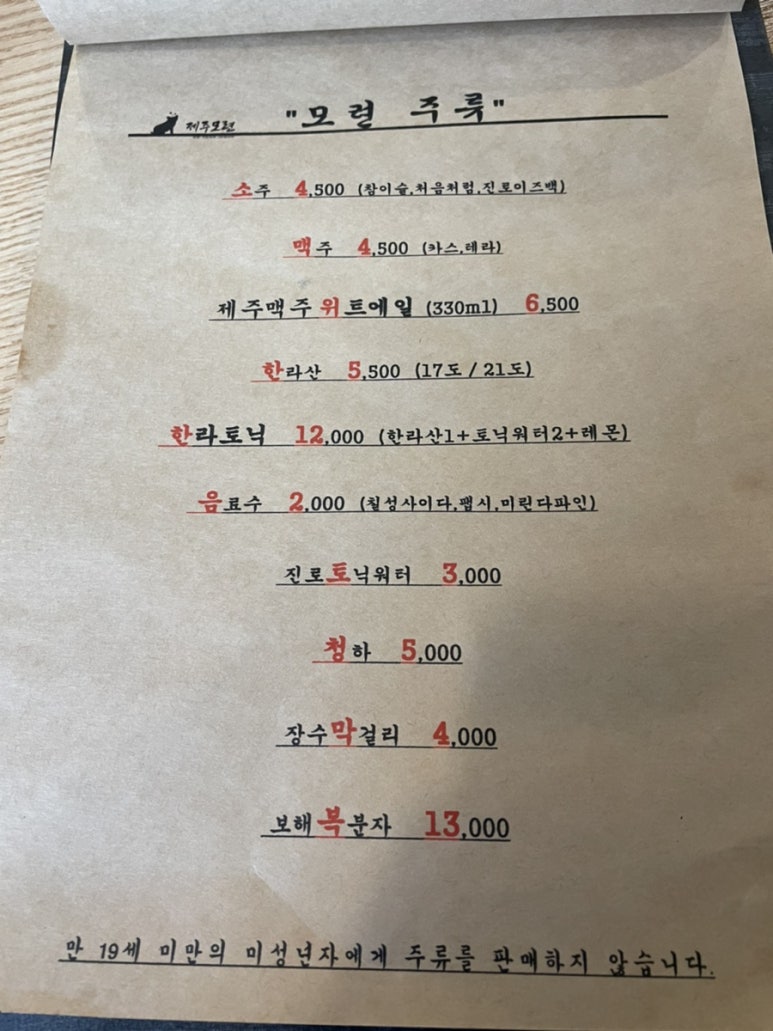 제주모련
"모련 주륙"
소주 4,500 (참이슬,처음처럼,진로이즈백)
맥주 4,500 (카스,테라)
제주맥주 위트에일 (330ml) 6,500
한라산 5,500 (17도 / 21도)
한라토닉 12,000 (한라산1+토닉워터2+레몬)
음료수 2,000 (칠성사이다,팹시,미린다파인)
진로토닉워터 3,000
청하 5,000
장수막걸리 4,000
보해복분자 13,000
만 19세 미만의 미성년자에게 주류를 판매하지 않습니다.